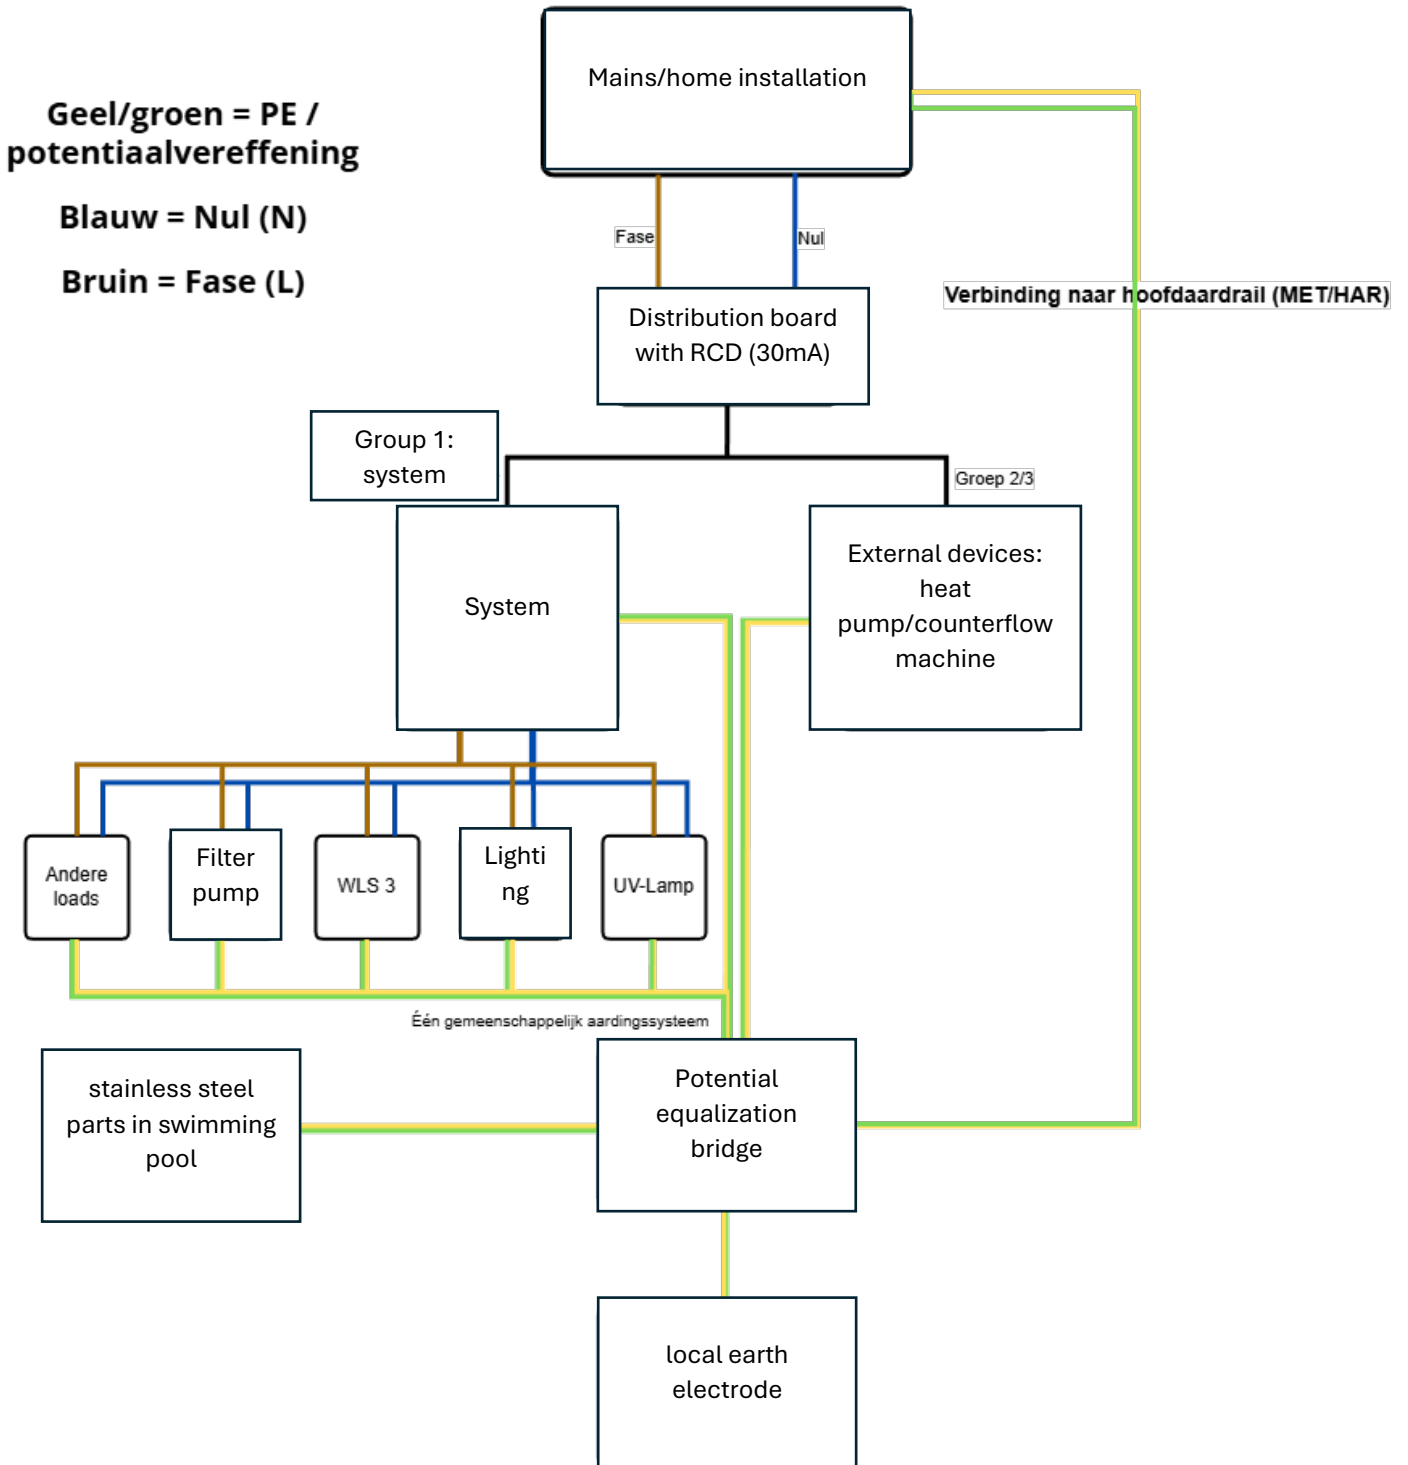 Mains/home installation
Geel/groen = PE /
potentiaalvereffening
Blauw = Nul (N)
Bruin = Fase (L)
Fase
Nul
Verbinding naar hoofdaardrail (MET/HAR)
Distribution board
with RCD (30mA)
Group 1:
system
Groep 2/3
System
External devices:
heat
pump/counterflow
machine
Andere
loads
Filter
pump
WLS 3
Lighti
ng
UV-Lamp
Één gemeenschappelijk aardingssysteem
stainless steel
parts in swimming
pool
Potential
equalization
bridge
local earth
electrode